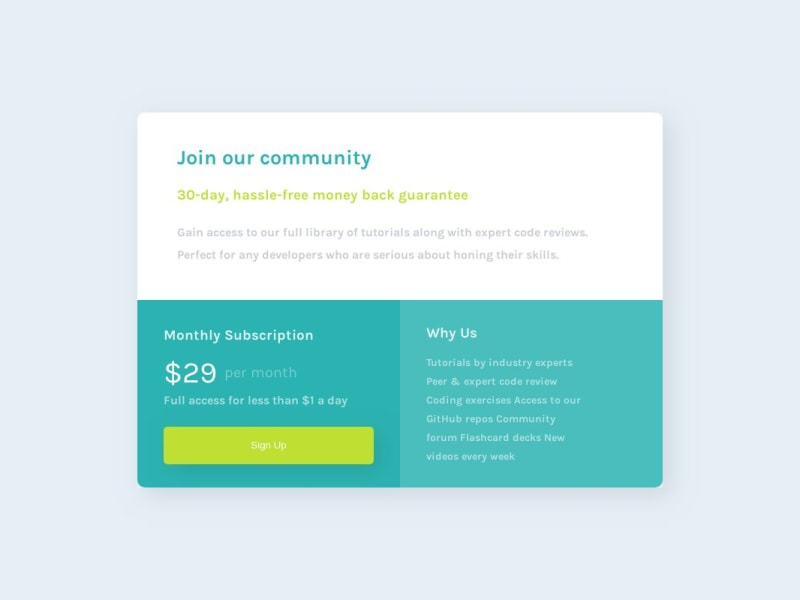 Join our community
30-day, hassle-free money back guarantee
Gain access to our full library of tutorials along with expert code reviews.
Perfect for any developers who are serious about honing their skills.
Monthly Subscription
$29 per month
Full access for less than $1 a day
Sign Up
Why Us
Tutorials by industry experts
Peer & expert code review
Coding exercises Access to our
GitHub repos Community
forum Flashcard decks New
videos every week